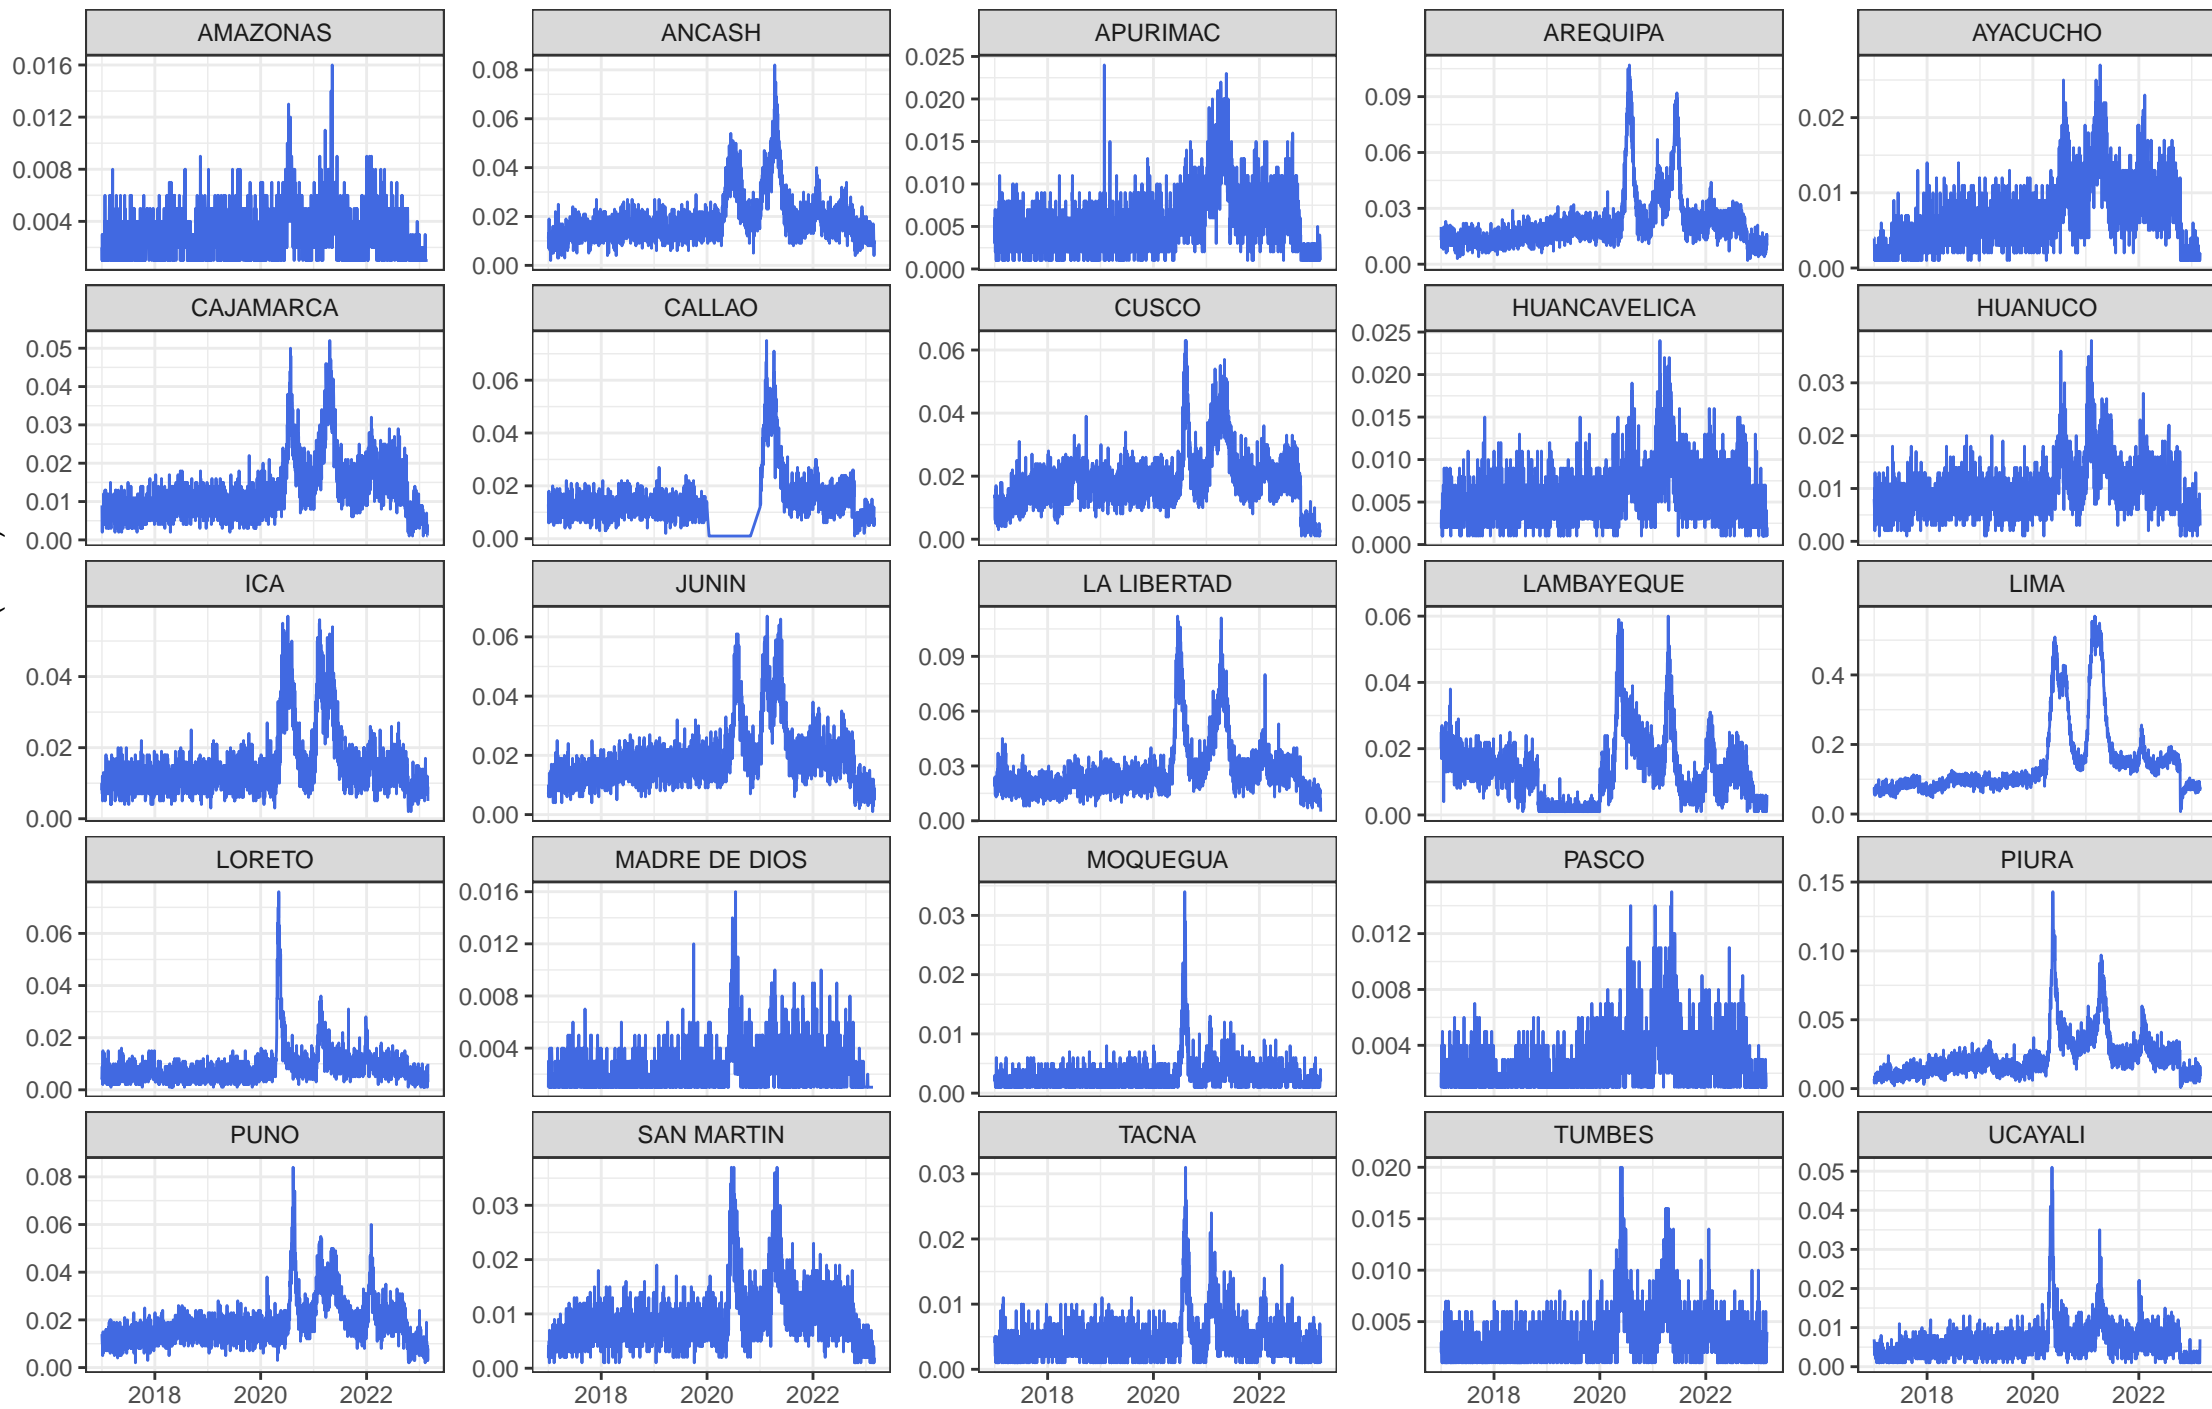 AMAZONAS ANCASH APURIMAC AREQUIPA AYACUCHO
0.016 0.012 0.008 0.004
0.08 0.06 0.04 0.02 0.00
0.025 0.020 0.015 0.010 0.005 0.000
0.09 0.06 0.03 0.00
0.02 0.01 0.00
CAJAMARCA CALLAO CUSCO HUANCAVELICA HUANUCO
0.05 0.04 0.03 0.02 0.01 0.00
0.06 0.04 0.02 0.00
0.06 0.04 0.02 0.00
0.025 0.020 0.015 0.010 0.005 0.000
0.03 0.02 0.01 0.00
ICA JUNIN LA LIBERTAD LAMBAYEQUE LIMA
0.04 0.02 0.00
0.06 0.04 0.02 0.00
0.09 0.06 0.03 0.00
0.06 0.04 0.02 0.00
0.4 0.2 0.0
LORETO MADRE DE DIOS MOQUEGUA PASCO PIURA
0.06 0.04 0.02 0.00
0.016 0.012 0.008 0.004
0.03 0.02 0.01 0.00
0.012 0.008 0.004
0.15 0.10 0.05 0.00
PUNO SAN MARTIN TACNA TUMBES UCAYALI
0.08 0.06 0.04 0.02 0.00
0.03 0.02 0.01 0.00
0.03 0.02 0.01 0.00
0.020 0.015 0.010 0.005
0.05 0.04 0.03 0.02 0.01 0.00
2018 2020 2022 2018 2020 2022 2018 2020 2022 2018 2020 2022 2018 2020 2022